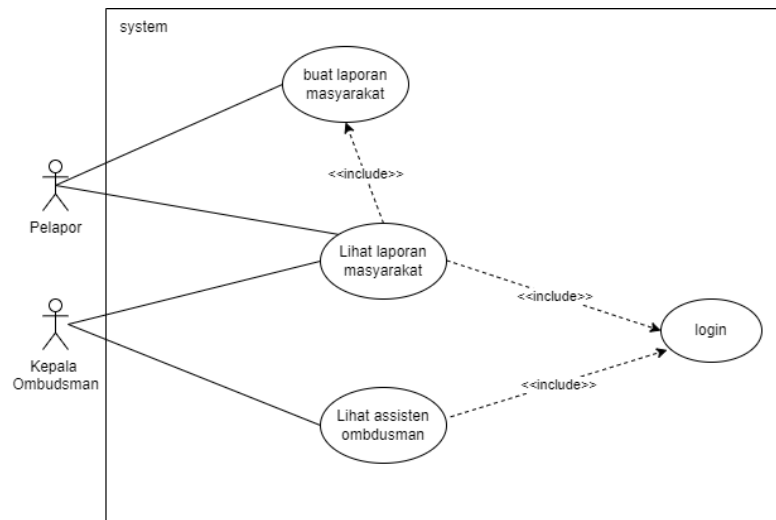 system
buat laporan
masyarakat
<<include>>
Pelapor
Lihat laporan
masyarakat
<<include>>
login
Kepala
Ombudsman
<<include>>
Lihat assisten
ombdusman